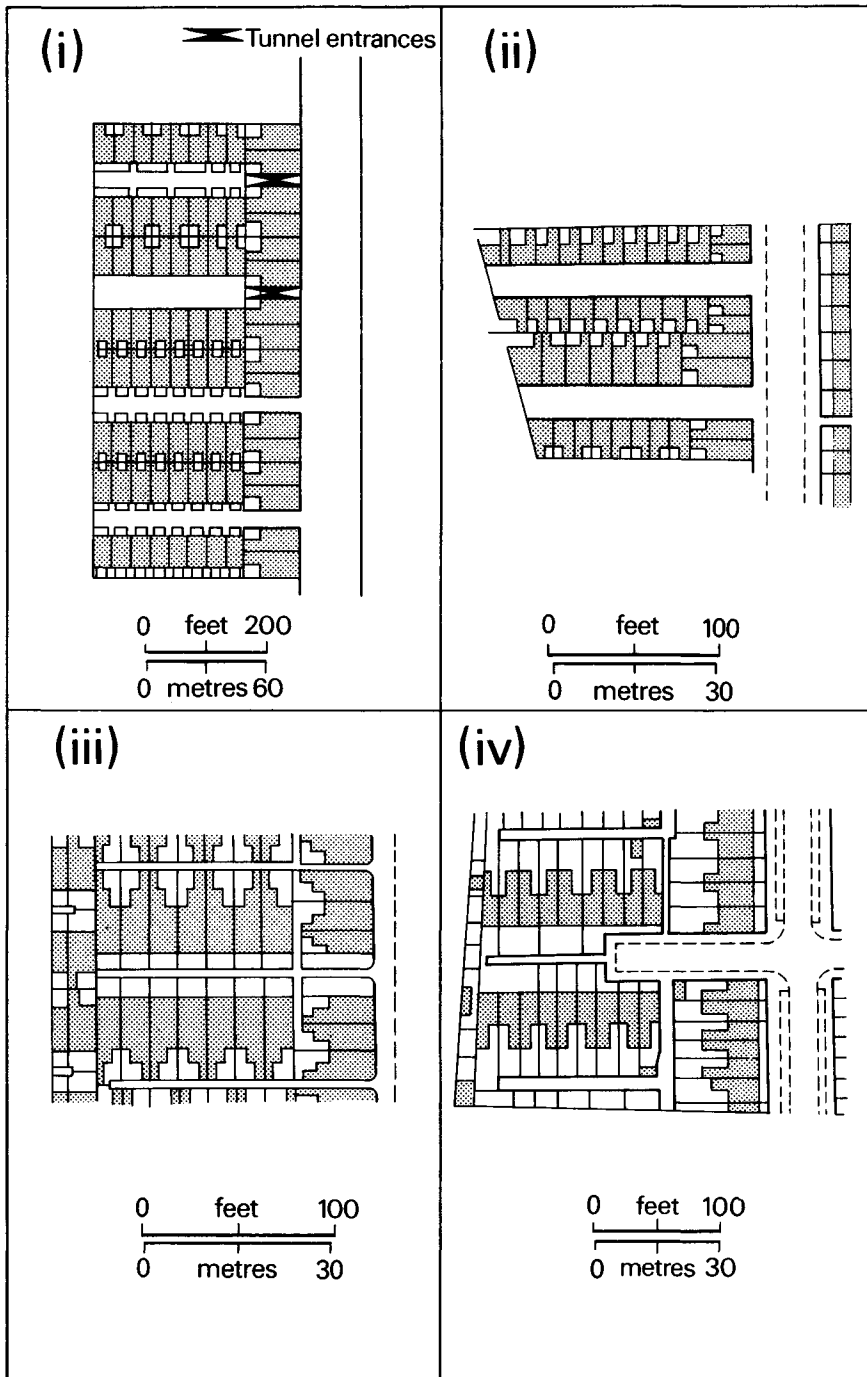 (i)
Tunnel entrances
0 feet 200
0 metres 60
(ii)
0 feet 100
0 metres 30
(iii)
0 feet 100
0 metres 30
(iv)
0 feet 100
0 metres 30